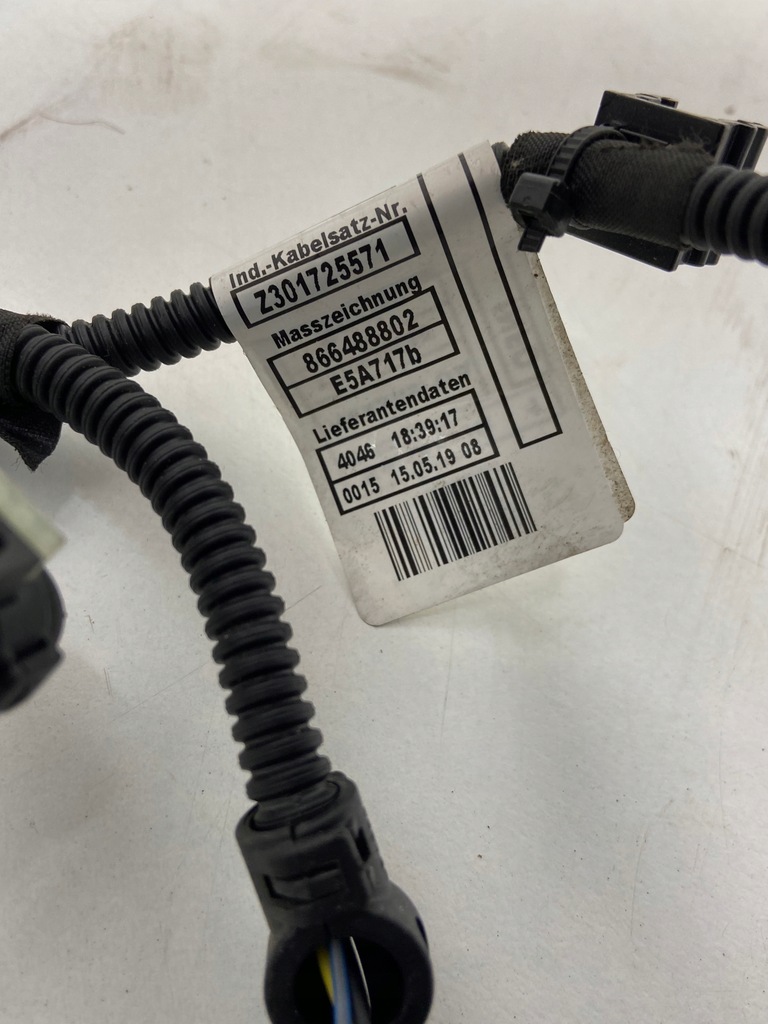 Ind.-Kabelsatz-Nr.
Z301725571
Masszeichnung
866488802
E5A717b
Lieferantendaten
4046 18:39:17
0015 15.05.19 08